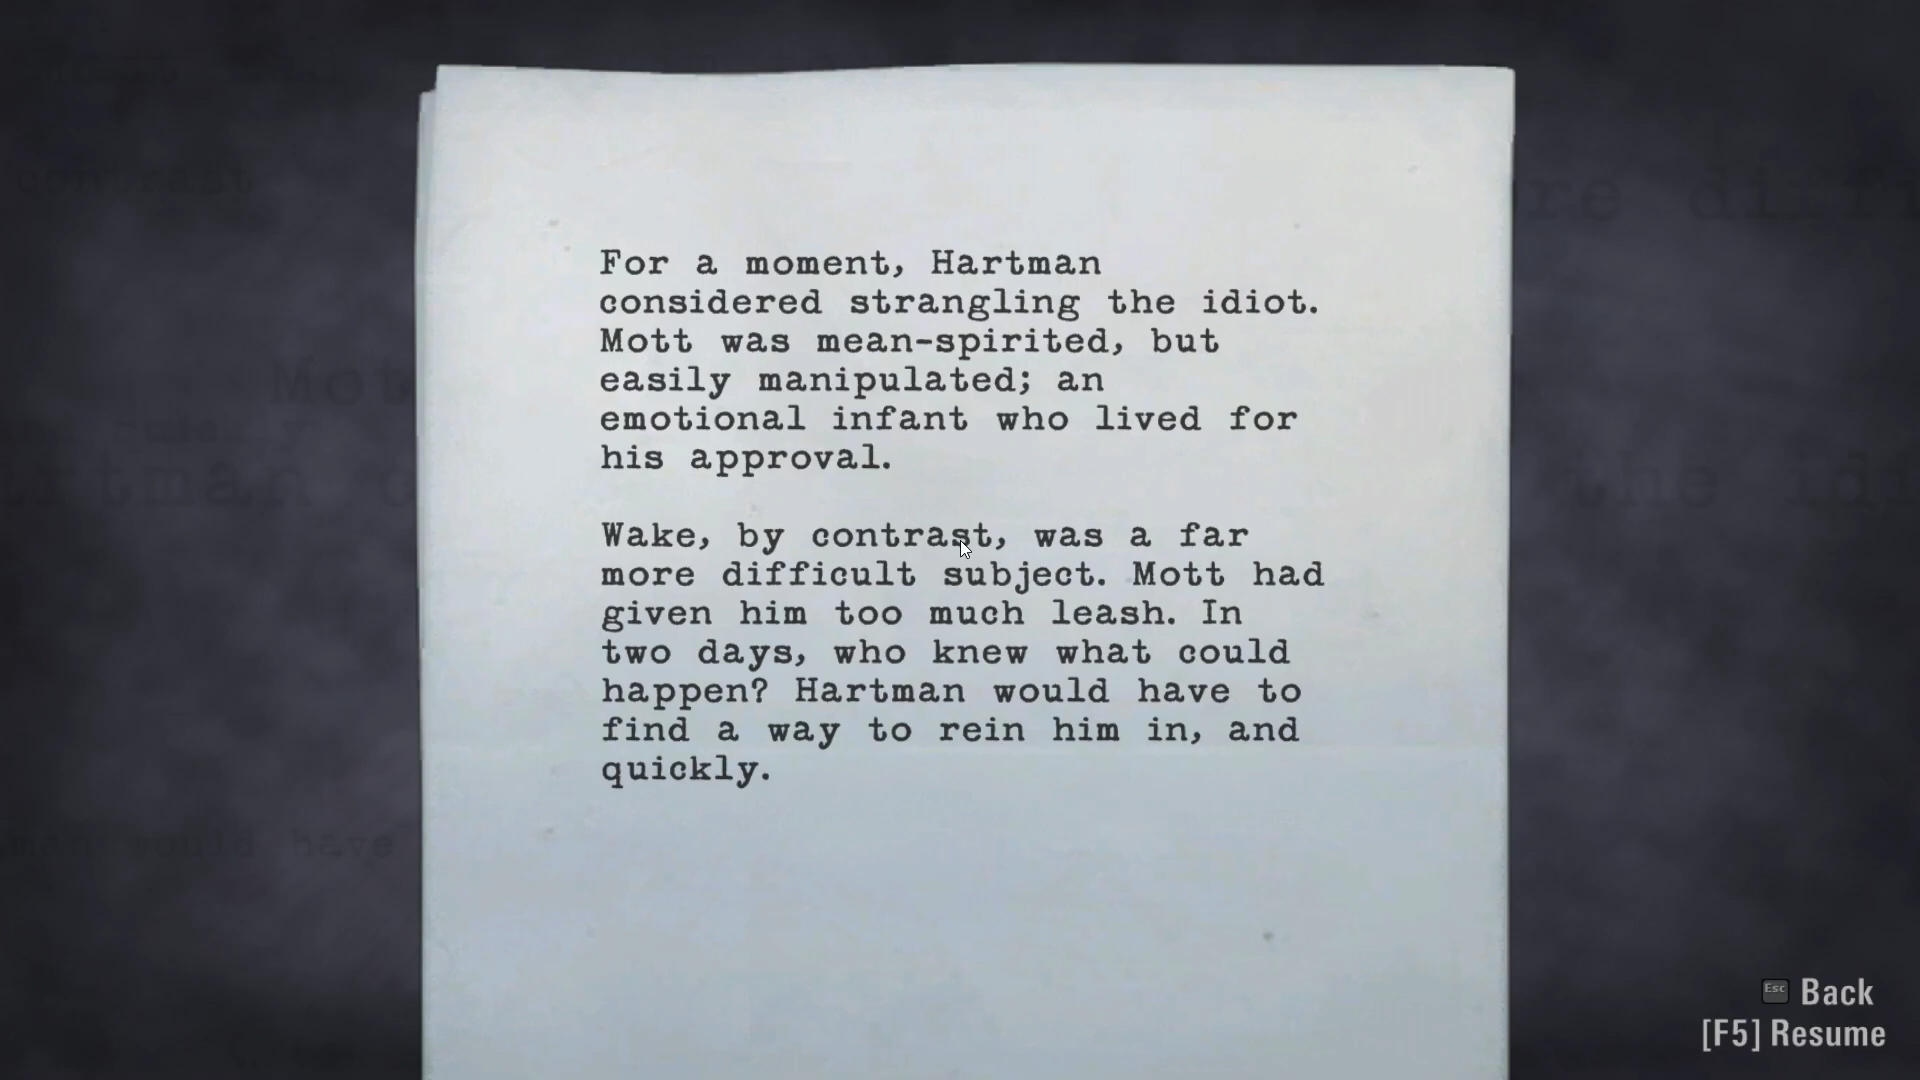 For a moment, Hartman
considered strangling the idiot.
Mott was mean-spirited, but
easily manipulated; an
emotional infant who lived for
his approval.
Wake, by contrast, was a far
more difficult subject. Mott had
given him too much leash. In
two days, who knew what could
happen? Hartman would have to
find a way to rein him in, and
quickly.
Esc Back
[F5] Resume